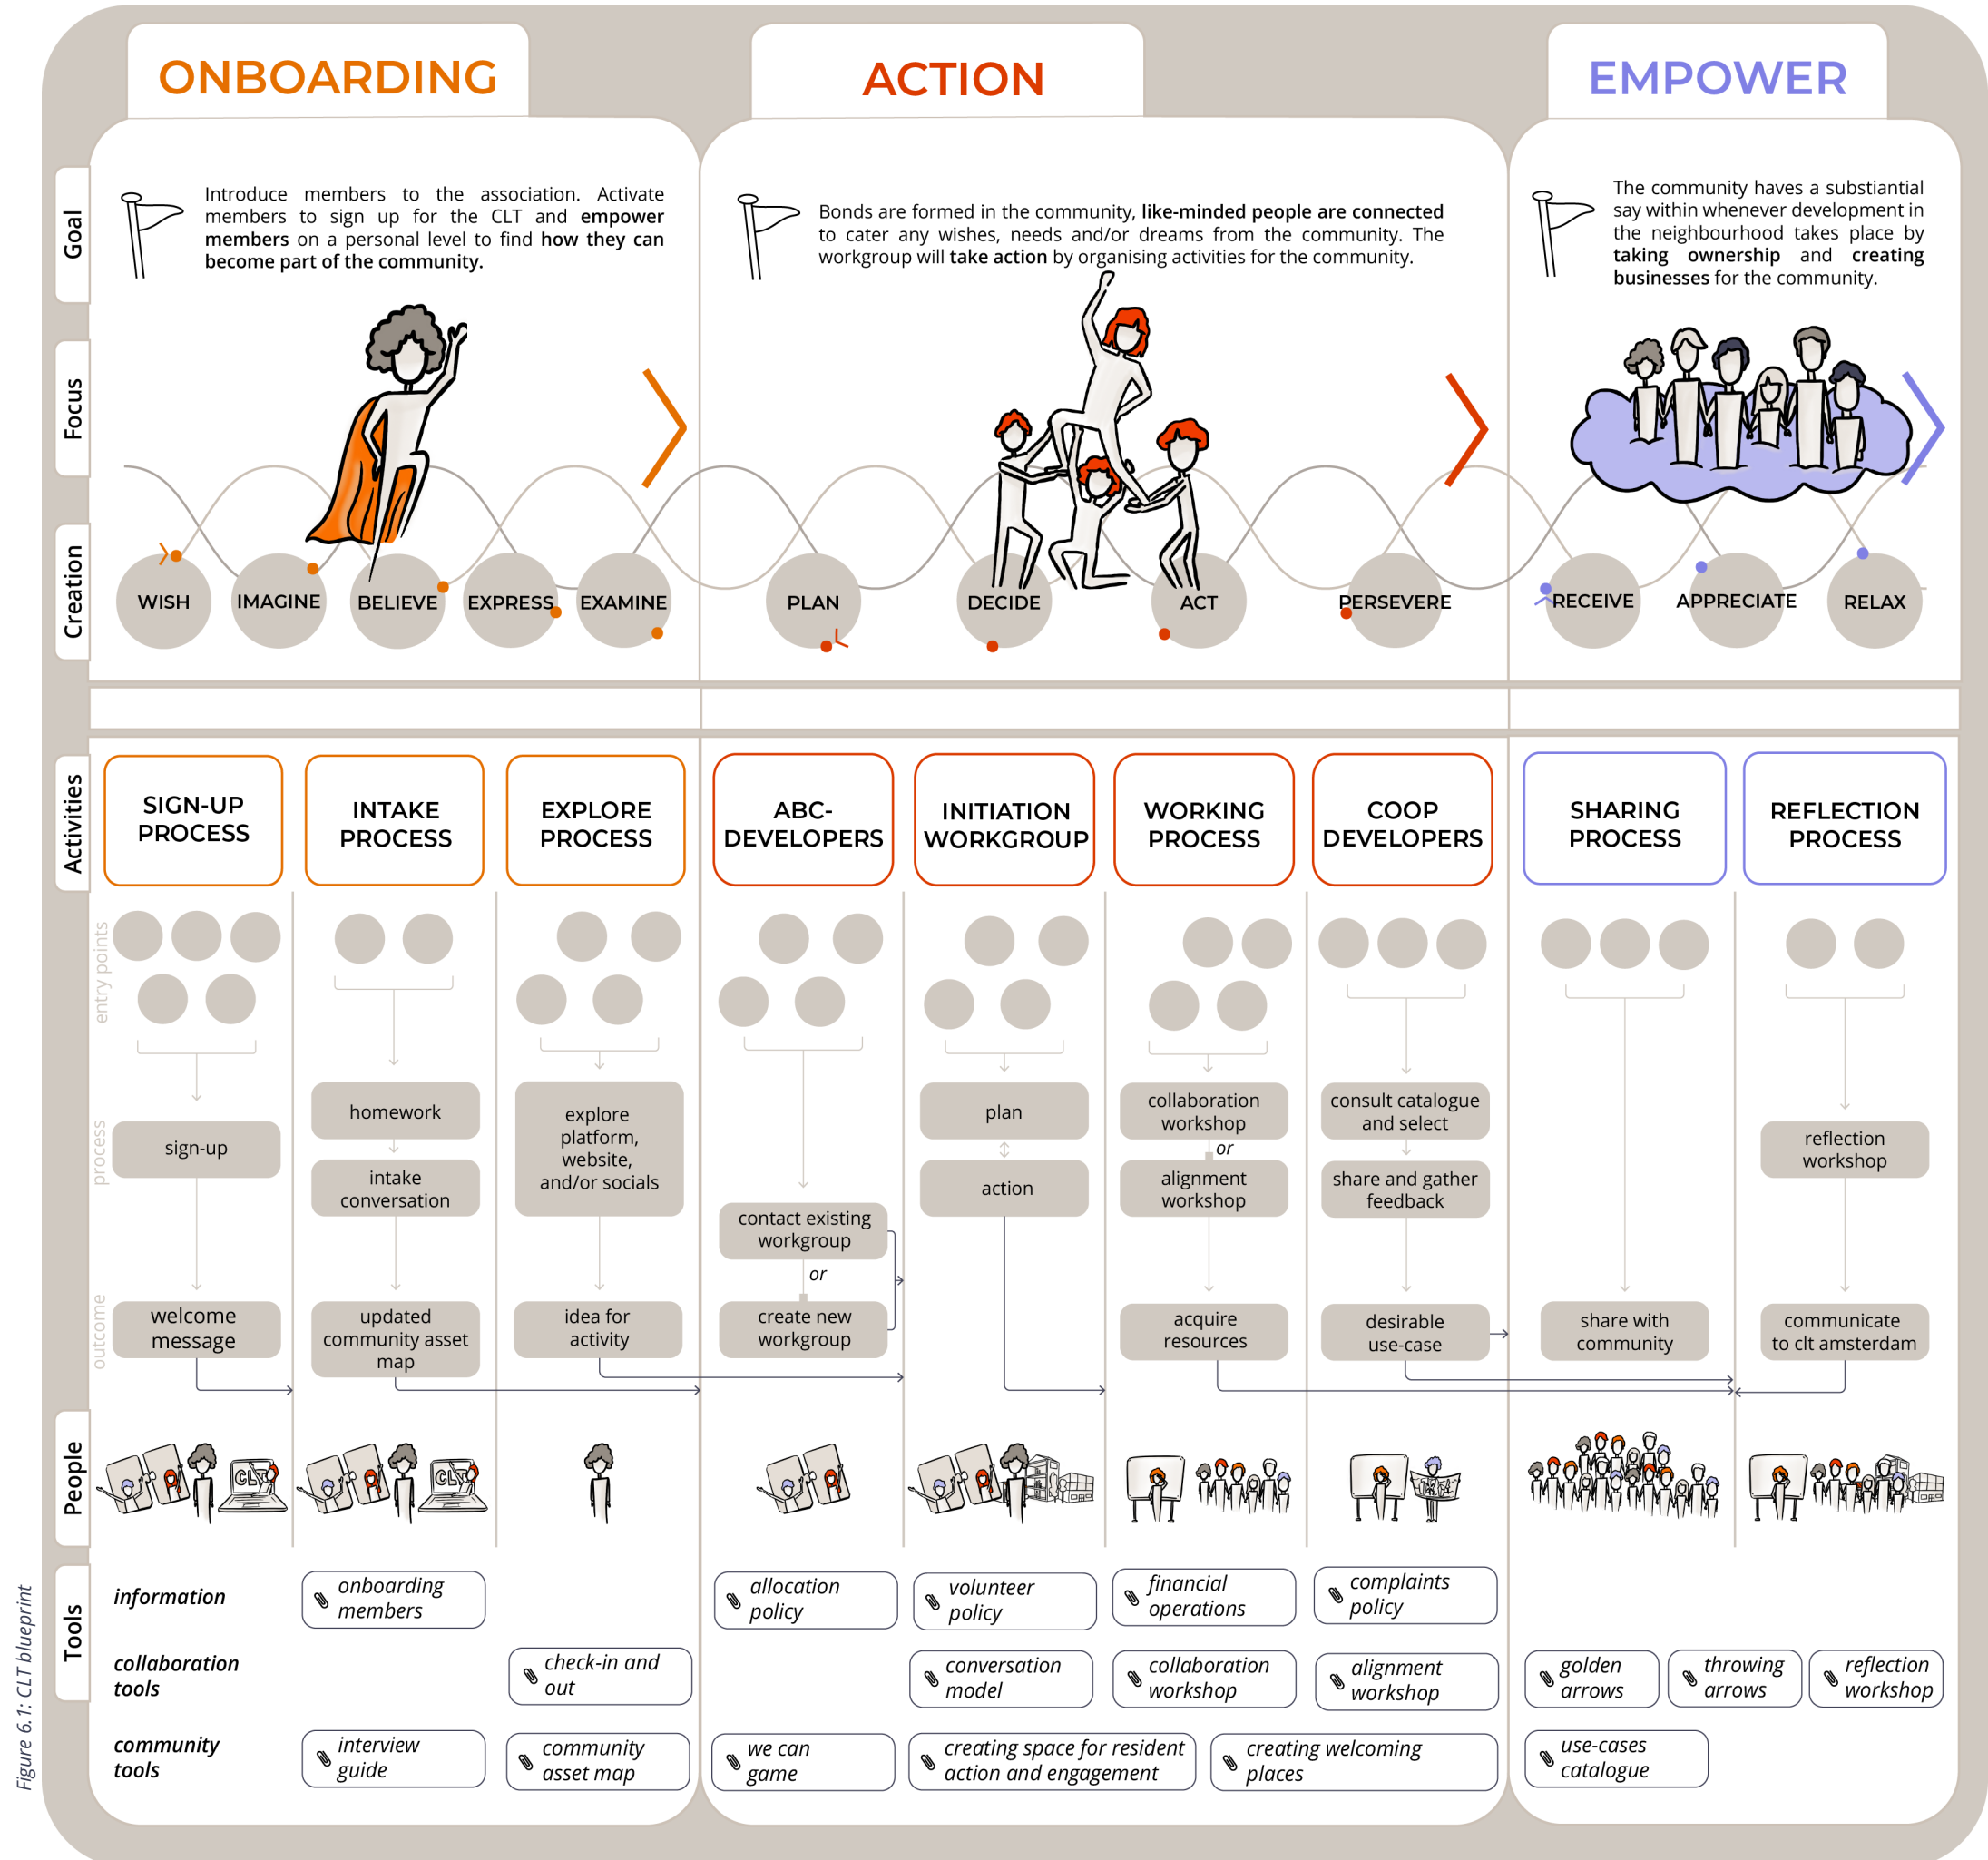 ONBOARDING
ACTION
EMPOWER
Goal
Introduce members to the association. Activate
members to sign up for the CLT and empower
members on a personal level to find how they can
become part of the community.
Bonds are formed in the community, like-minded people are connected
to cater any wishes, needs and/or dreams from the community. The
workgroup will take action by organising activities for the community.
The community haves a substantial
say within whenever development in
the neighbourhood takes place by
taking ownership and creating
businesses for the community.
Focus
Creation
WISH
IMAGINE
BELIEVE
EXPRESS
EXAMINE
PLAN
DECIDE
ACT
PERSEVERE
RECEIVE
APPRECIATE
RELAX
Activities
SIGN-UP
PROCESS
INTAKE
PROCESS
EXPLORE
PROCESS
ABC-
DEVELOPERS
INITIATION
WORKGROUP
WORKING
PROCESS
COOP
DEVELOPERS
SHARING
PROCESS
REFLECTION
PROCESS
entry points
process
outcome
sign-up
welcome
message
homework
intake
conversation
updated
community asset
map
explore
platform,
website,
and/or socials
idea for
activity
contact existing
workgroup
or
create new
workgroup
plan
action
collaboration
workshop
or
alignment
workshop
acquire
resources
consult catalogue
and select
share and gather
feedback
desirable
use-case
share with
community
reflection
workshop
communicate
to clt amsterdam
People
CLT
CLT
Tools
information
onboarding
members
allocation
policy
volunteer
policy
financial
operations
complaints
policy
collaboration
tools
check-in and
out
conversation
model
collaboration
workshop
alignment
workshop
golden
arrows
throwing
arrows
reflection
workshop
community
tools
interview
guide
community
asset map
we can
game
creating space for resident
action and engagement
creating welcoming
places
use-cases
catalogue
Figure 6.1: CLT blueprint